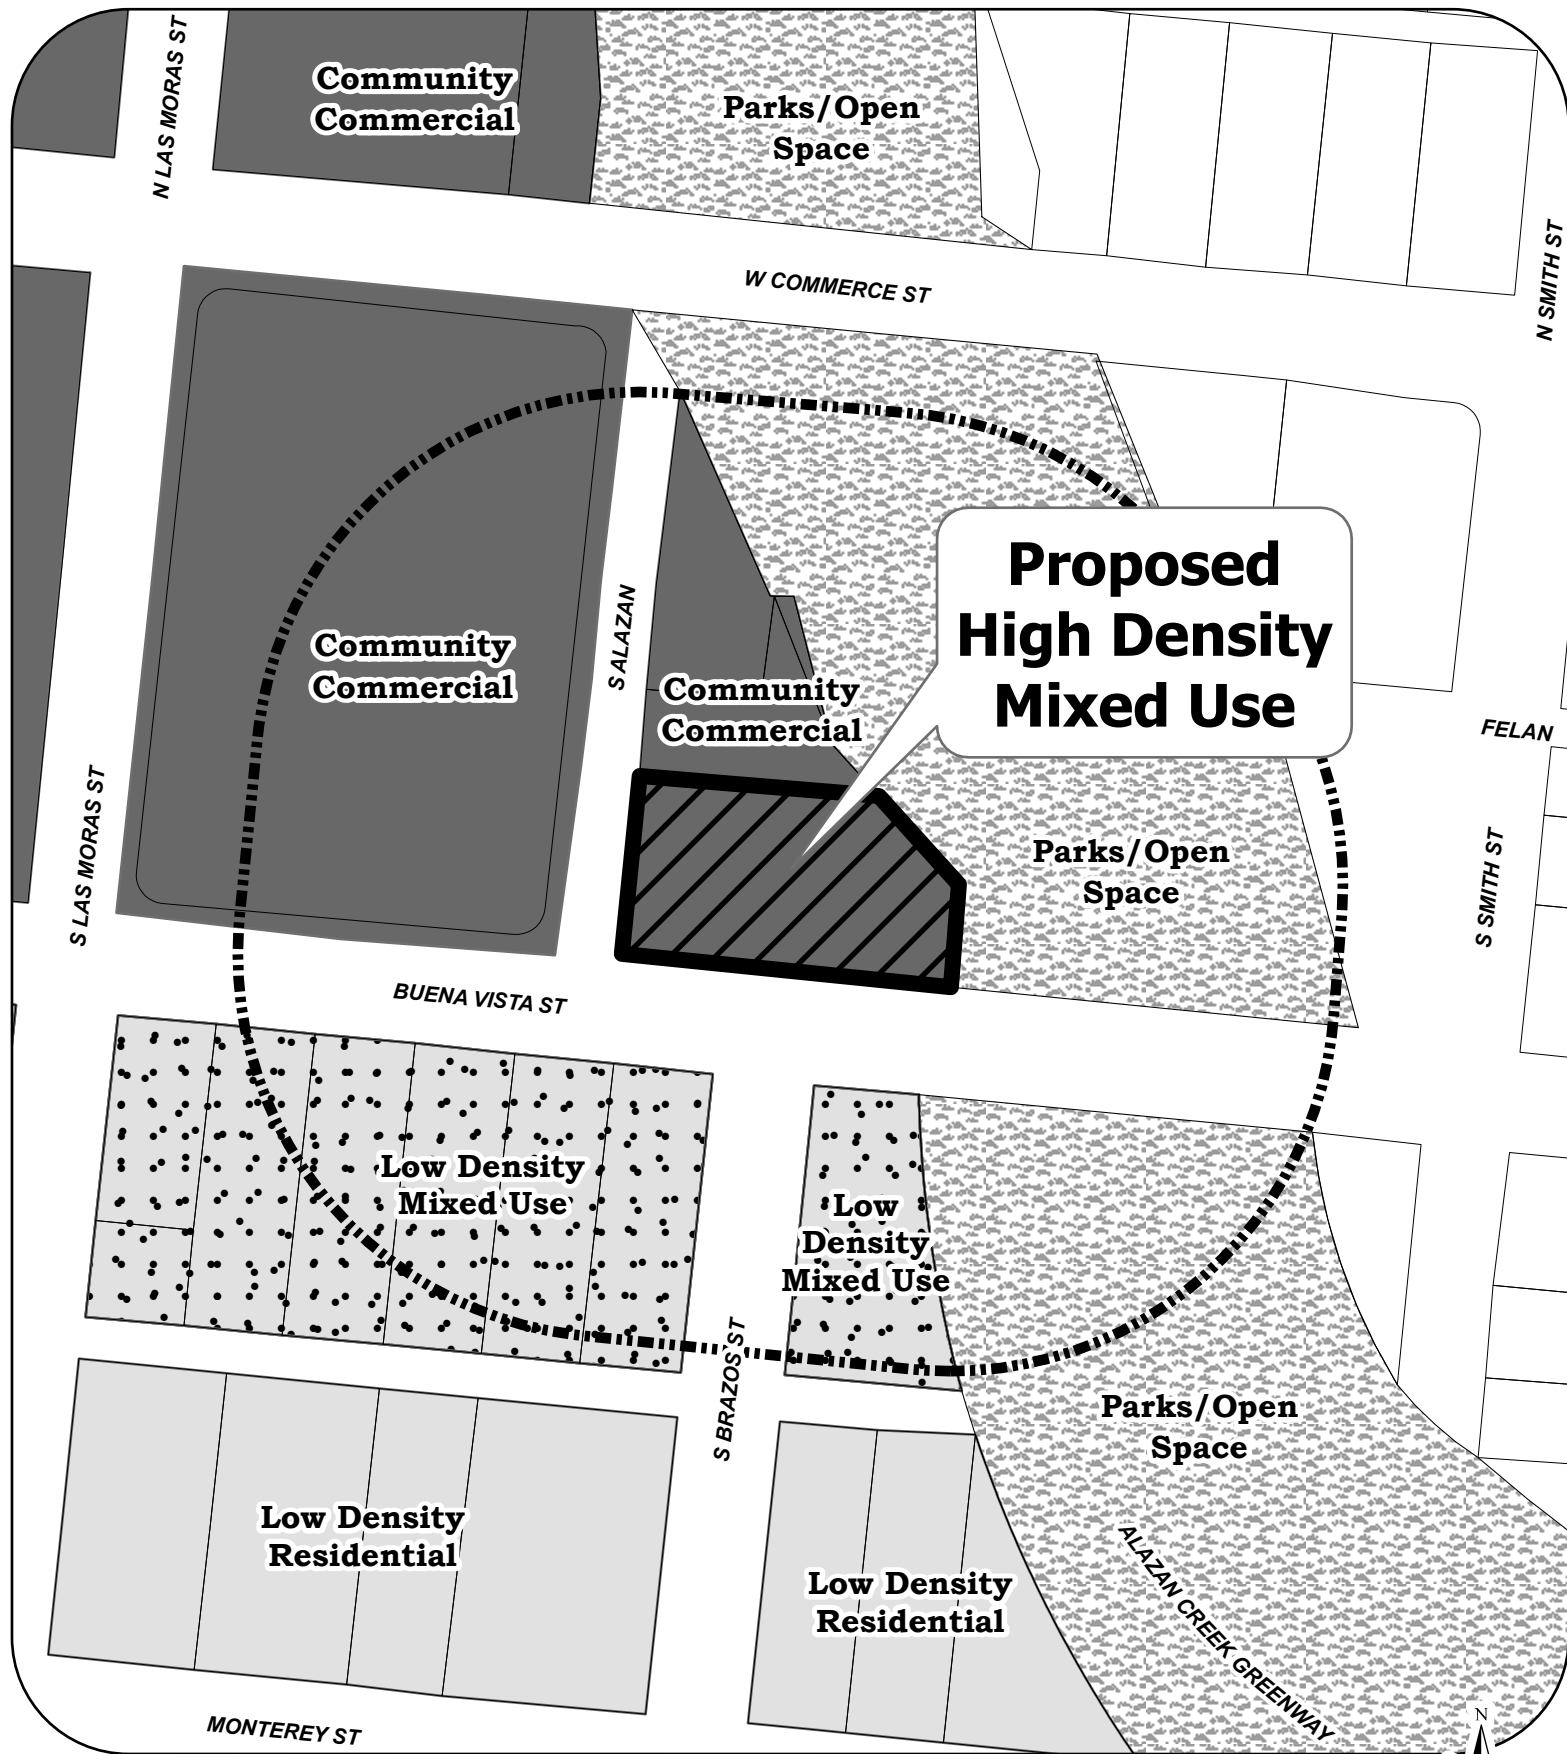 N LAS MORAS ST
Community
Commercial
Parks/Open
Space
N SMITH ST
W COMMERCE ST
Proposed
High Density
Mixed Use
S ALAZAN
Community
Commercial
Community
Commercial
FELAN
S LAS MORAS ST
Parks/Open
Space
S SMITH ST
BUENA VISTA ST
Low Density
Mixed Use
Low
Density
Mixed Use
S BRAZOS ST
Parks/Open
Space
Low Density
Residential
Low Density
Residential
ALAZAN CREEK GREENWAY
MONTEREY ST
N